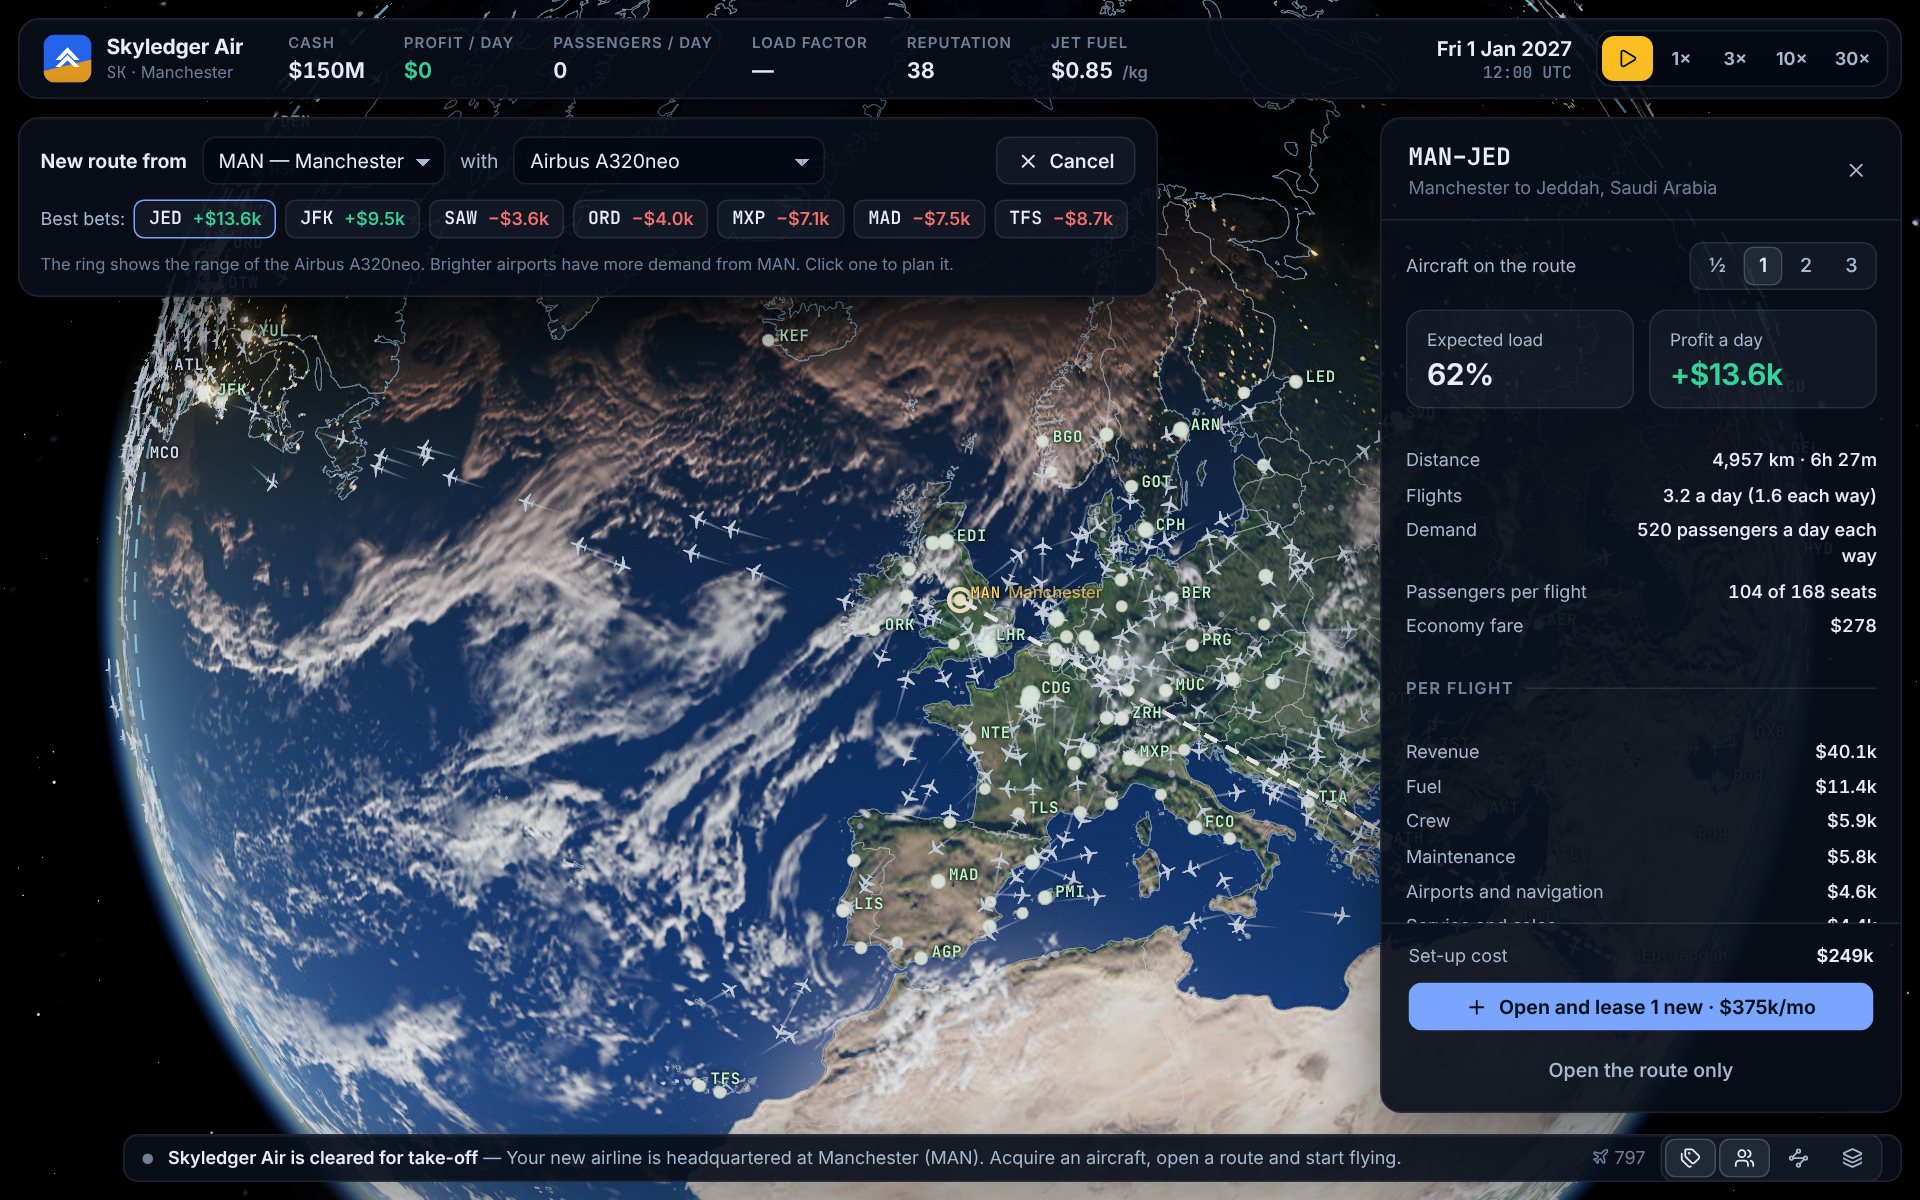 Skyledger Air
SK · Manchester
CASH
$150M
PROFIT / DAY
$0
PASSENGERS / DAY
0
LOAD FACTOR
—
REPUTATION
38
JET FUEL
$0.85 /kg
Fri 1 Jan 2027
12:00 UTC
1×
3×
10×
30×
New route from MAN — Manchester with Airbus A320neo
Cancel
Best bets: JED +$13.6k JFK +$9.5k SAW −$3.6k ORD −$4.0k MXP −$7.1k MAD −$7.5k TFS −$8.7k
The ring shows the range of the Airbus A320neo. Brighter airports have more demand from MAN. Click one to plan it.
YUL
ATL
JFK
MCO
KEF
LED
BGO
ARN
GOT
CPH
EDI
MAN Manchester
BER
ORK
LHR
PRG
CDG
MUC
NTE
ZRH
MXP
TLS
TIA
FCO
MAD
PMI
LIS
AGP
TFS
MAN–JED
Manchester to Jeddah, Saudi Arabia
Aircraft on the route
½ 1 2 3
Expected load
62%
Profit a day
+$13.6k
Distance 4,957 km · 6h 27m
Flights 3.2 a day (1.6 each way)
Demand 520 passengers a day each
way
Passengers per flight 104 of 168 seats
Economy fare $278
PER FLIGHT
Revenue $40.1k
Fuel $11.4k
Crew $5.9k
Maintenance $5.8k
Airports and navigation $4.6k
Set-up cost $249k
Open and lease 1 new · $375k/mo
Open the route only
Skyledger Air is cleared for take-off — Your new airline is headquartered at Manchester (MAN). Acquire an aircraft, open a route and start flying.
797